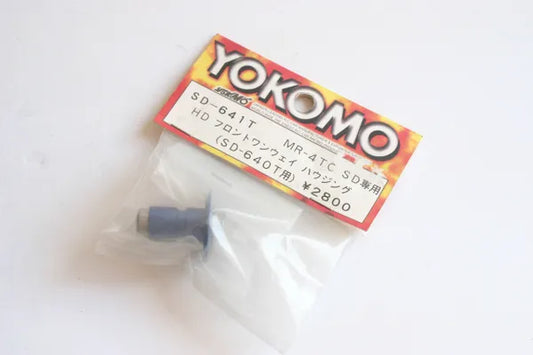 YOKOMO
YOKOMO
SD-641T MR-4TC SD専用
HD フロントワンウェイ ハウジング
(SD-640T用) ¥2800